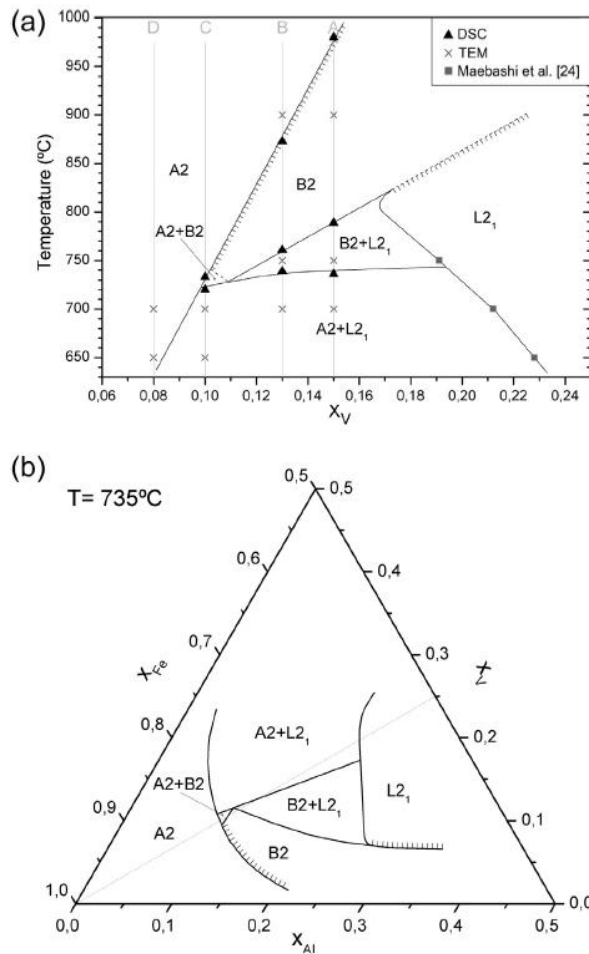 (a)
D C B A
▲ DSC
× TEM
■ Maebashi et al. [24]
1000
950
900
850
800
750
700
650
Temperature (ºC)
A2
B2
A2+B2
B2+L2₁
L2₁
A2+L2₁
0,06 0,08 0,10 0,12 0,14 0,16 0,18 0,20 0,22 0,24
X_V
(b)
T= 735ºC
0,5 0,5
0,6 0,4
0,7 0,3
0,8 0,2
0,9 0,1
1,0 0,0
X_Fe
X_V
A2+L2₁
A2+B2
B2+L2₁
L2₁
A2
B2
0,0 0,1 0,2 0,3 0,4 0,5
X_Al